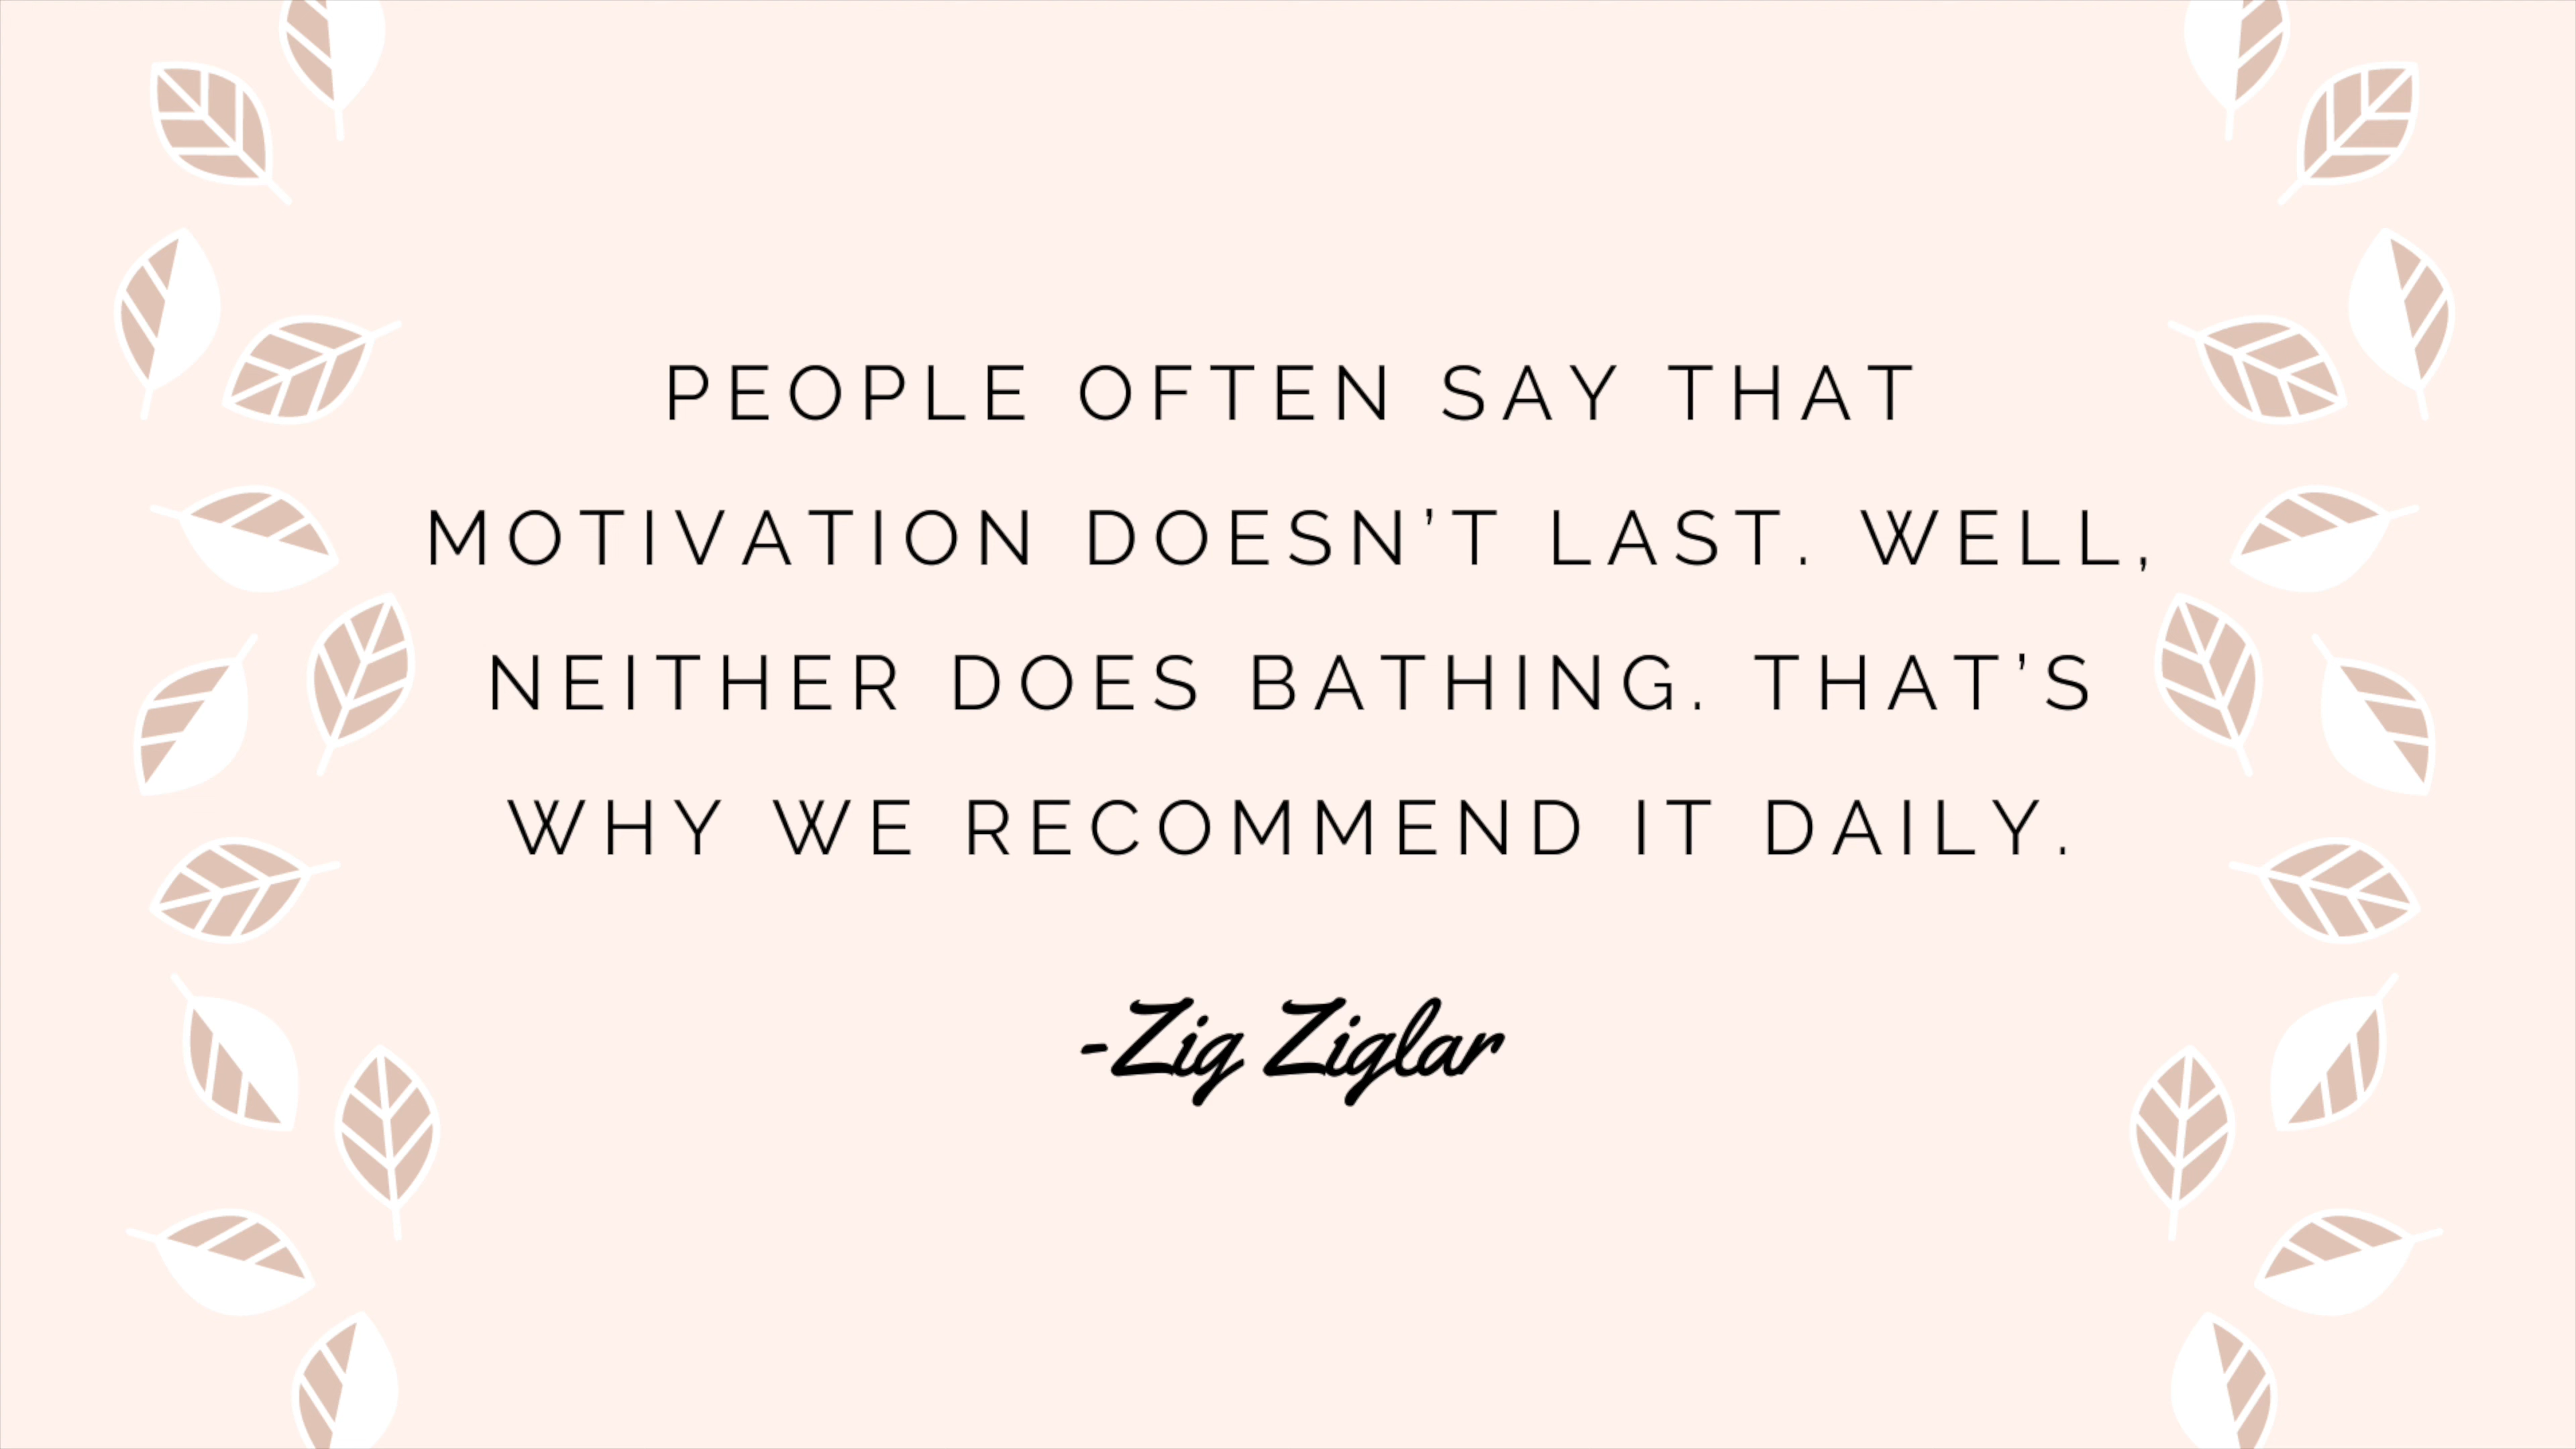 PEOPLE OFTEN SAY THAT
MOTIVATION DOESN’T LAST. WELL,
NEITHER DOES BATHING. THAT’S
WHY WE RECOMMEND IT DAILY.
-Zig Ziglar